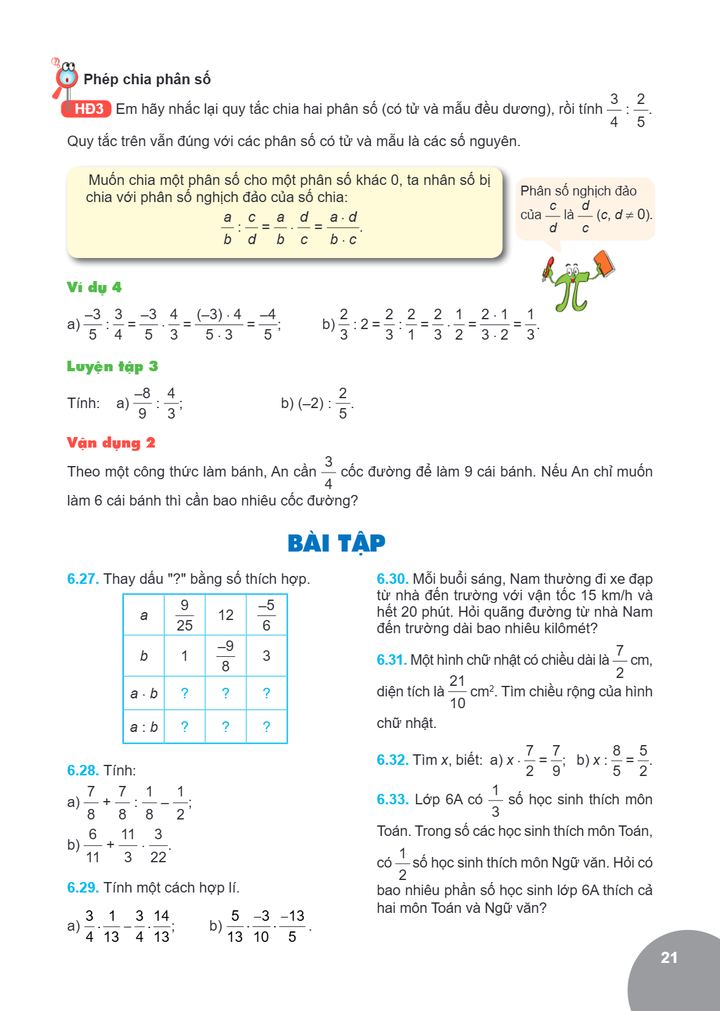 Phép chia phân số
HĐ3 Em hãy nhắc lại quy tắc chia hai phân số (có tử và mẫu đều dương), rồi tính 3/4 : 2/5.
Quy tắc trên vẫn đúng với các phân số có tử và mẫu là các số nguyên.
Muốn chia một phân số cho một phân số khác 0, ta nhân số bị
chia với phân số nghịch đảo của số chia:
a/b : c/d = a/b · d/c = (a · d)/(b · c).
Phân số nghịch đảo
của c/d là d/c (c, d ≠ 0).
Ví dụ 4
a) –3/5 : 3/4 = –3/5 · 4/3 = ((–3) · 4)/(5 · 3) = –4/5; b) 2/3 : 2 = 2/3 : 2/1 = 2/3 · 1/2 = (2 · 1)/(3 · 2) = 1/3.
Luyện tập 3
Tính: a) –8/9 : 4/3; b) (–2) : 2/5.
Vận dụng 2
Theo một công thức làm bánh, An cần 3/4 cốc đường để làm 9 cái bánh. Nếu An chỉ muốn
làm 6 cái bánh thì cần bao nhiêu cốc đường?
BÀI TẬP
6.27. Thay dấu "?" bằng số thích hợp.
a 9/25 12 –5/6
b 1 –9/8 3
a · b ? ? ?
a : b ? ? ?
6.28. Tính:
a) 7/8 + 7/8 : 1/8 – 1/2;
b) 6/11 + 11/3 · 3/22.
6.29. Tính một cách hợp lí.
a) 3/4 · 1/13 – 3/4 · 14/13; b) 5/13 · –3/10 · –13/5 .
6.30. Mỗi buổi sáng, Nam thường đi xe đạp
từ nhà đến trường với vận tốc 15 km/h và
hết 20 phút. Hỏi quãng đường từ nhà Nam
đến trường dài bao nhiêu kilômét?
6.31. Một hình chữ nhật có chiều dài là 7/2 cm,
diện tích là 21/10 cm². Tìm chiều rộng của hình
chữ nhật.
6.32. Tìm x, biết: a) x · 7/2 = 7/9; b) x : 8/5 = 5/2.
6.33. Lớp 6A có 1/3 số học sinh thích môn
Toán. Trong số các học sinh thích môn Toán,
có 1/2 số học sinh thích môn Ngữ văn. Hỏi có
bao nhiêu phần số học sinh lớp 6A thích cả
hai môn Toán và Ngữ văn?
21